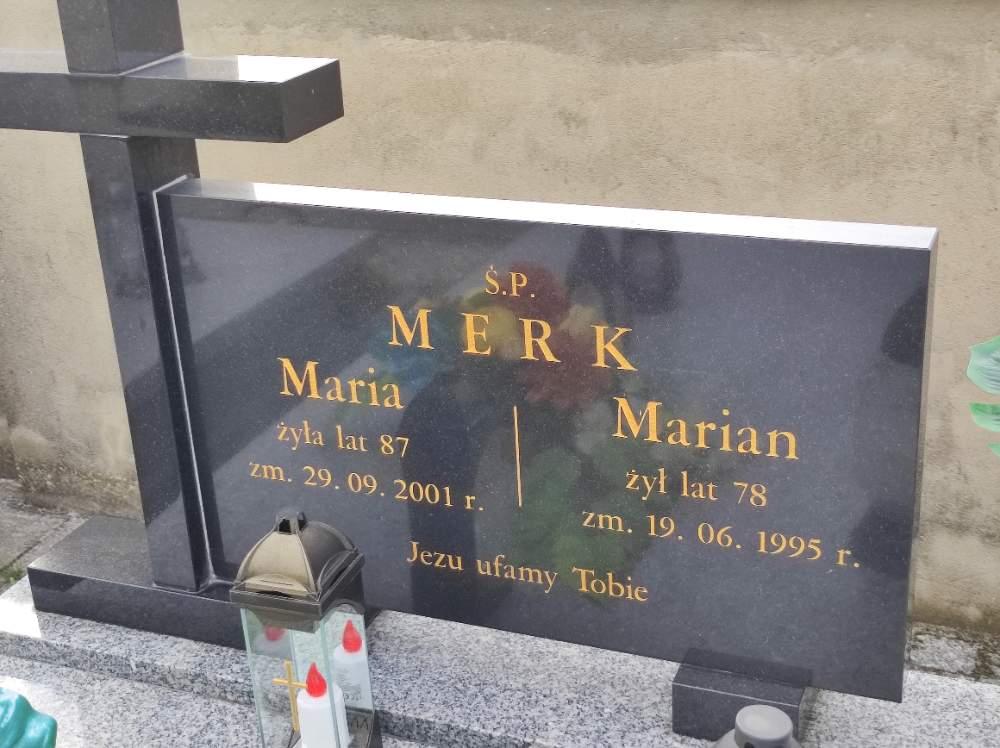 Ś.P.
MERK
Maria
żyła lat 87
zm. 29. 09. 2001 r.
Marian
żył lat 78
zm. 19. 06. 1995 r.
Jezu ufamy Tobie